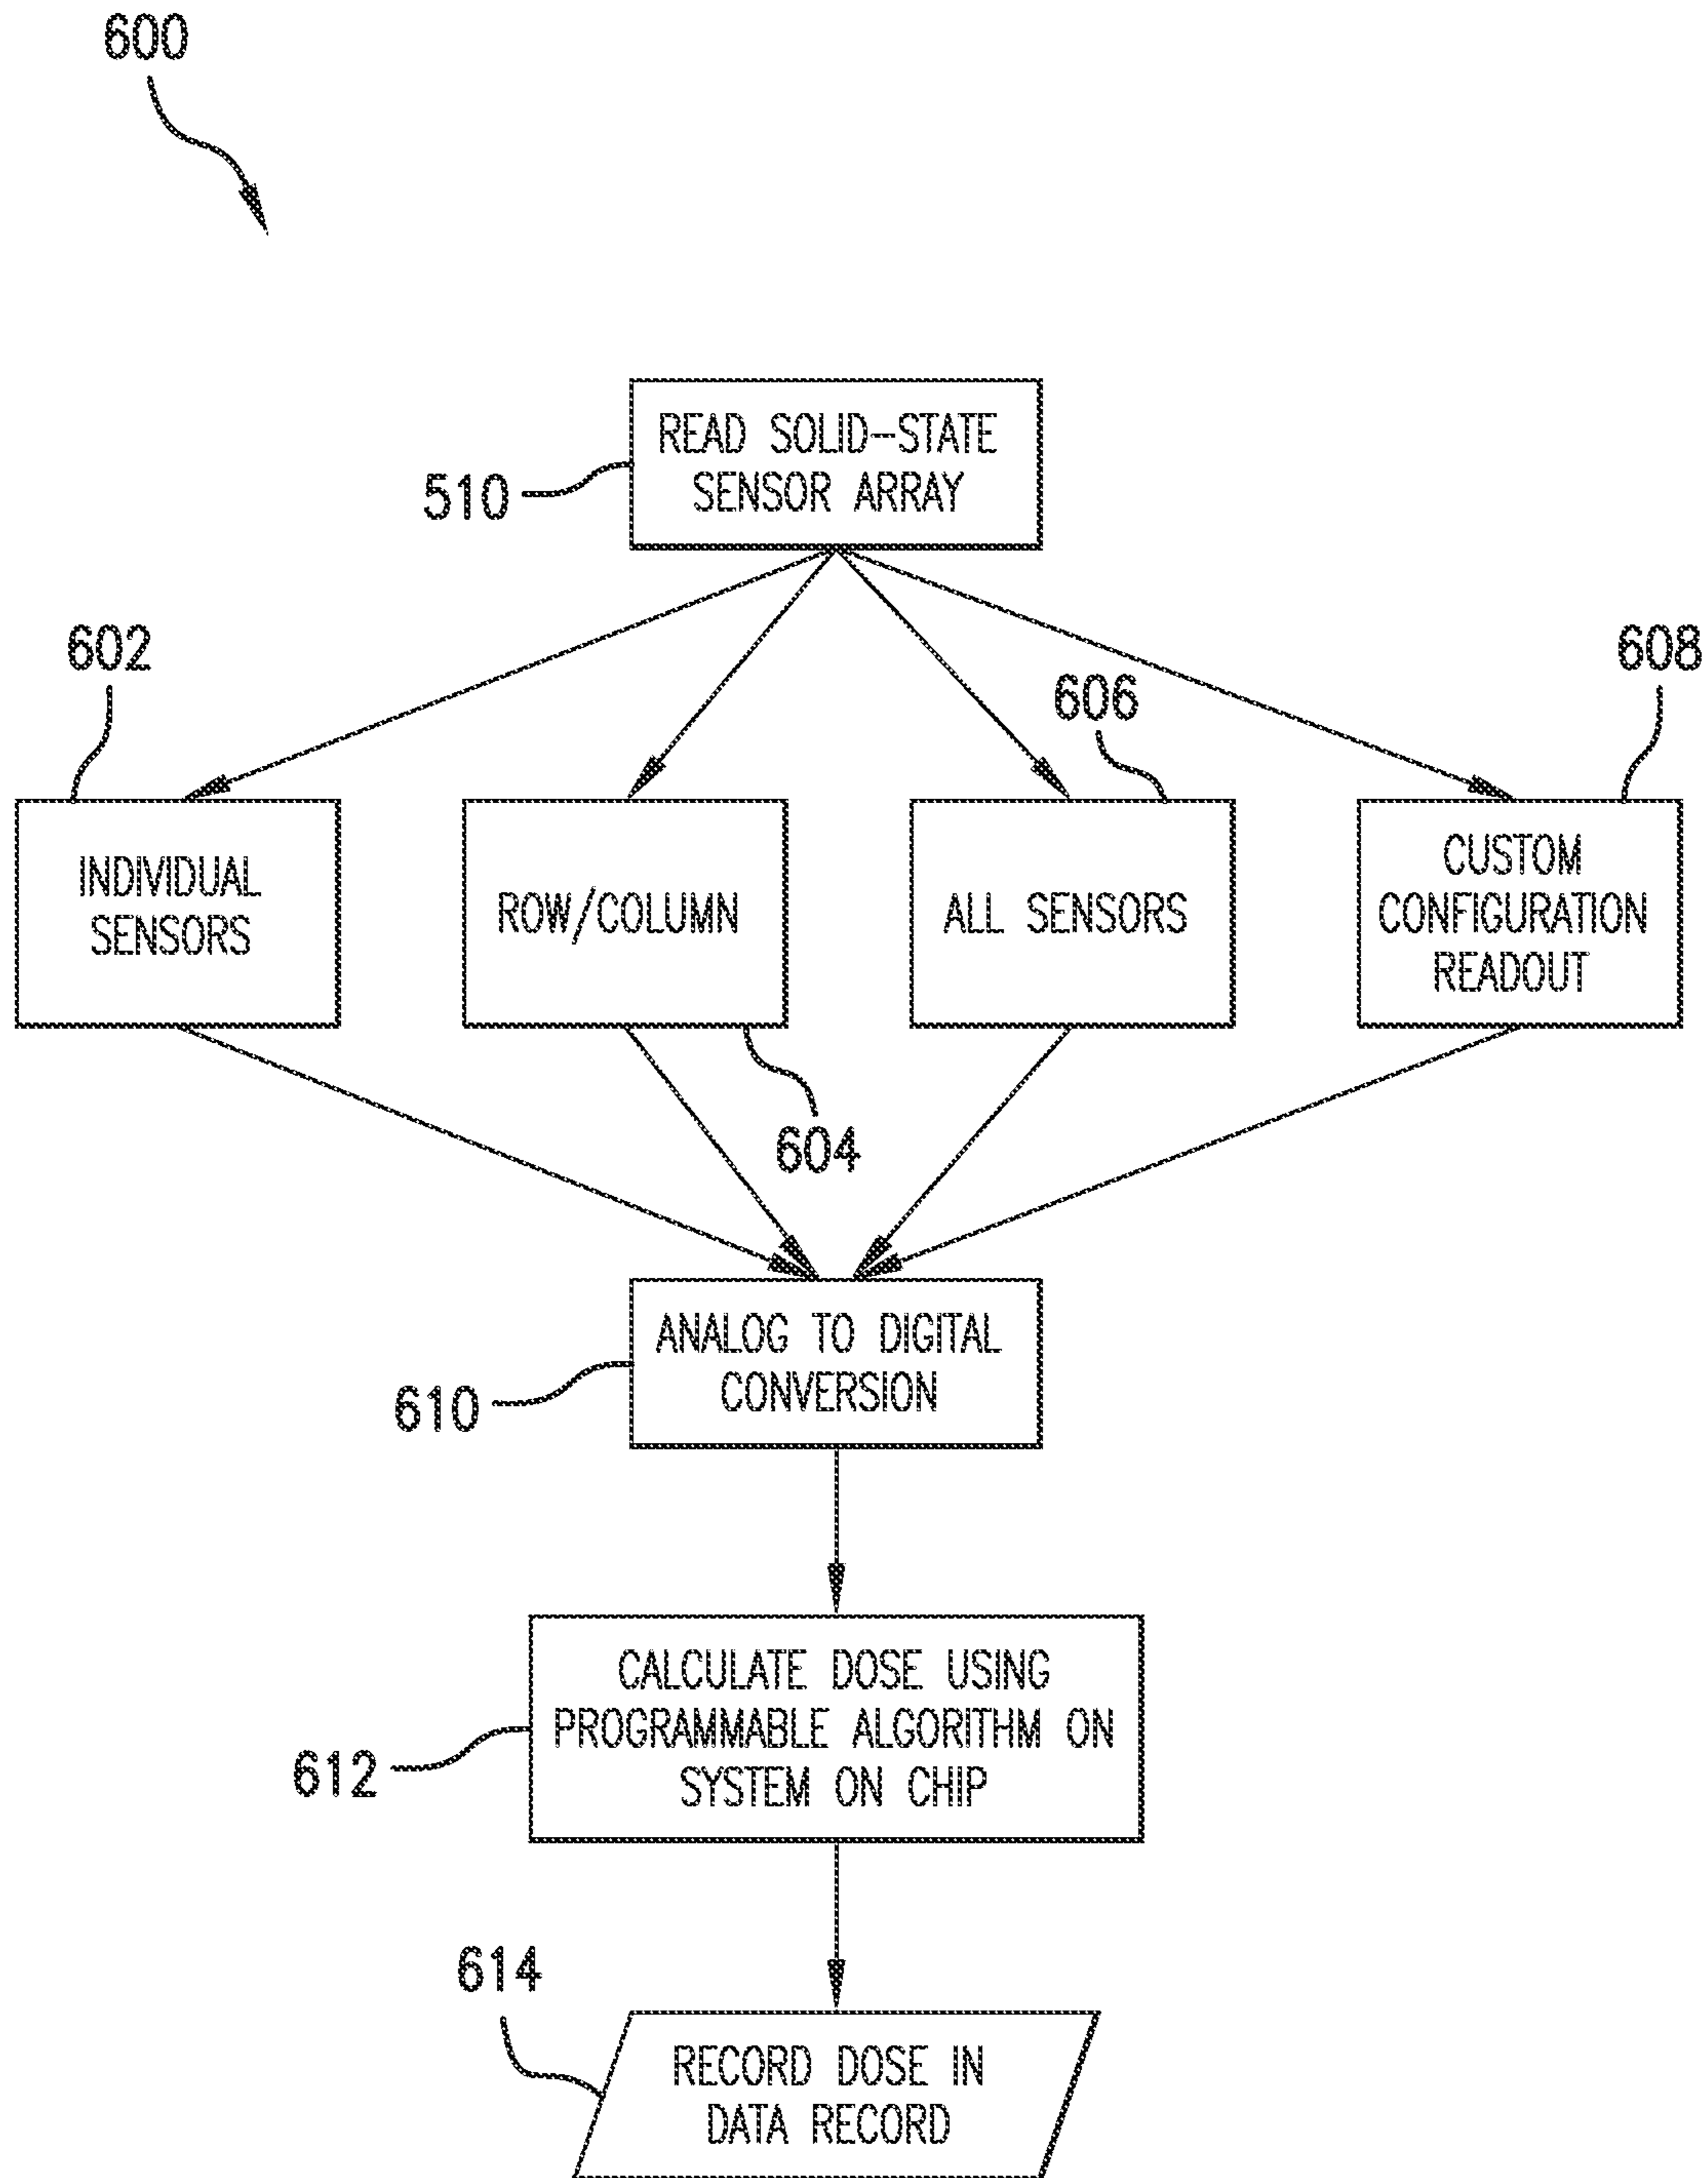 600
READ SOLID-STATE
SENSOR ARRAY
510
602
608
606
INDIVIDUAL
SENSORS
ROW/COLUMN
ALL SENSORS
CUSTOM
CONFIGURATION
READOUT
604
ANALOG TO DIGITAL
CONVERSION
610
CALCULATE DOSE USING
PROGRAMMABLE ALGORITHM ON
SYSTEM ON CHIP
612
614
RECORD DOSE IN
DATA RECORD